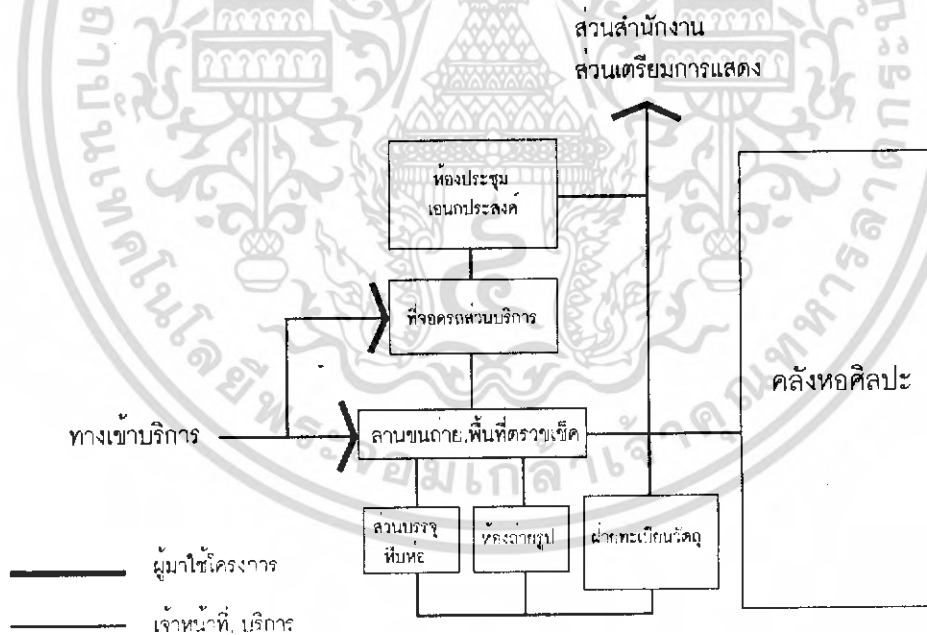 ส่วนสำนักงาน
ส่วนเตรียมการแสดง
ห้องประชุม
เอนกประสงค์
ที่จอดรถส่วนบริการ
คลังหอศิลปะ
ทางเข้าบริการ
ลานขนถ่าย,พื้นที่ตรวจเช็ค
ส่วนบรรจุ
หีบห่อ
ห้องถ่ายรูป
ฝ่ายทะเบียนวัตถุ
ผู้มาใช้โครงการ
เจ้าหน้าที่, บริการ